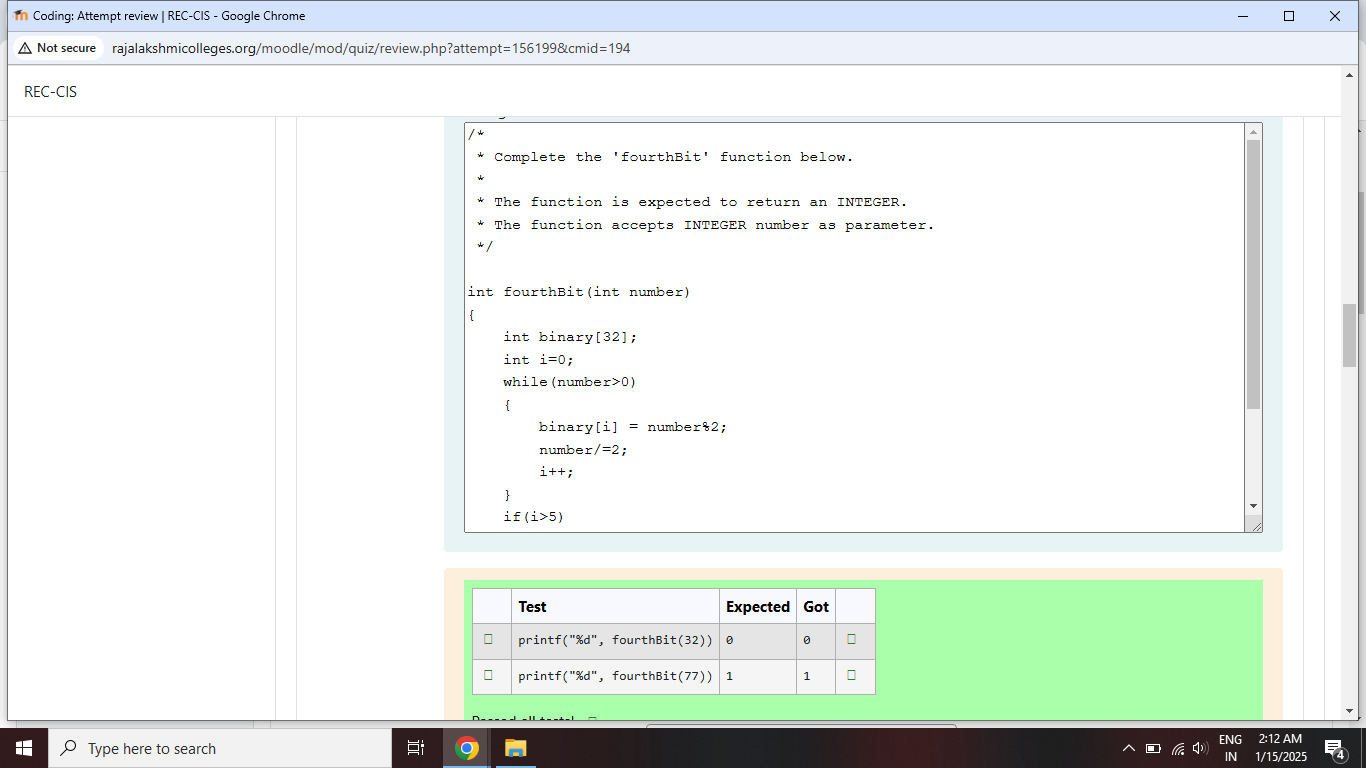 Coding: Attempt review | REC-CIS - Google Chrome
Not secure rajalakshmicolleges.org/moodle/mod/quiz/review.php?attempt=156199&cmid=194
REC-CIS
/*
 * Complete the 'fourthBit' function below.
 *
 * The function is expected to return an INTEGER.
 * The function accepts INTEGER number as parameter.
 */
int fourthBit(int number)
{
    int binary[32];
    int i=0;
    while(number>0)
    {
        binary[i] = number%2;
        number/=2;
        i++;
    }
    if(i>5)
Test Expected Got
printf("%d", fourthBit(32)) 0 0
printf("%d", fourthBit(77)) 1 1
Passed all tests!
Type here to search
ENG 2:12 AM
IN 1/15/2025 4